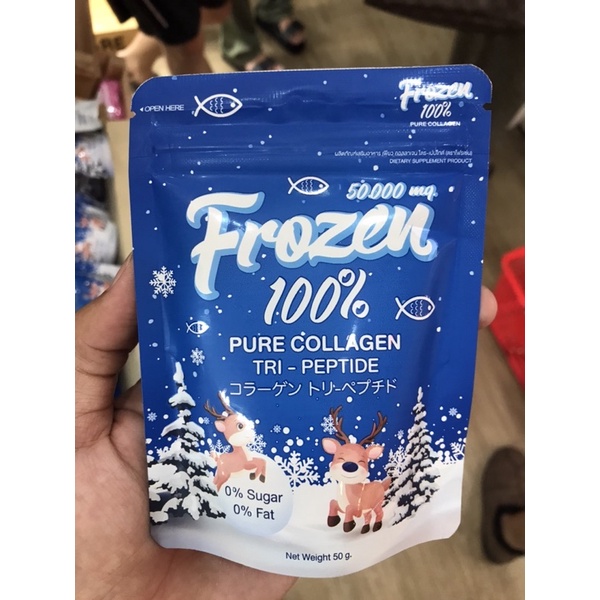 OPEN HERE
Frozen
100%
PURE COLLAGEN
DIETARY SUPPLEMENT PRODUCT
50.000 mg.
Frozen
100%
PURE COLLAGEN
TRI - PEPTIDE
コラーゲン トリ-ペプチド
0% Sugar
0% Fat
Net Weight 50 g.